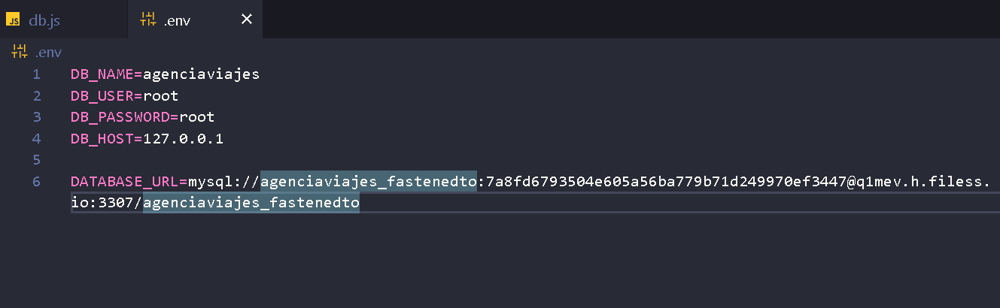 JS db.js .env ×
.env
1 DB_NAME=agenciaviajes
2 DB_USER=root
3 DB_PASSWORD=root
4 DB_HOST=127.0.0.1
5
6 DATABASE_URL=mysql://agenciaviajes_fastenedto:7a8fd6793504e605a56ba779b71d249970ef3447@q1mev.h.filess.
io:3307/agenciaviajes_fastenedto